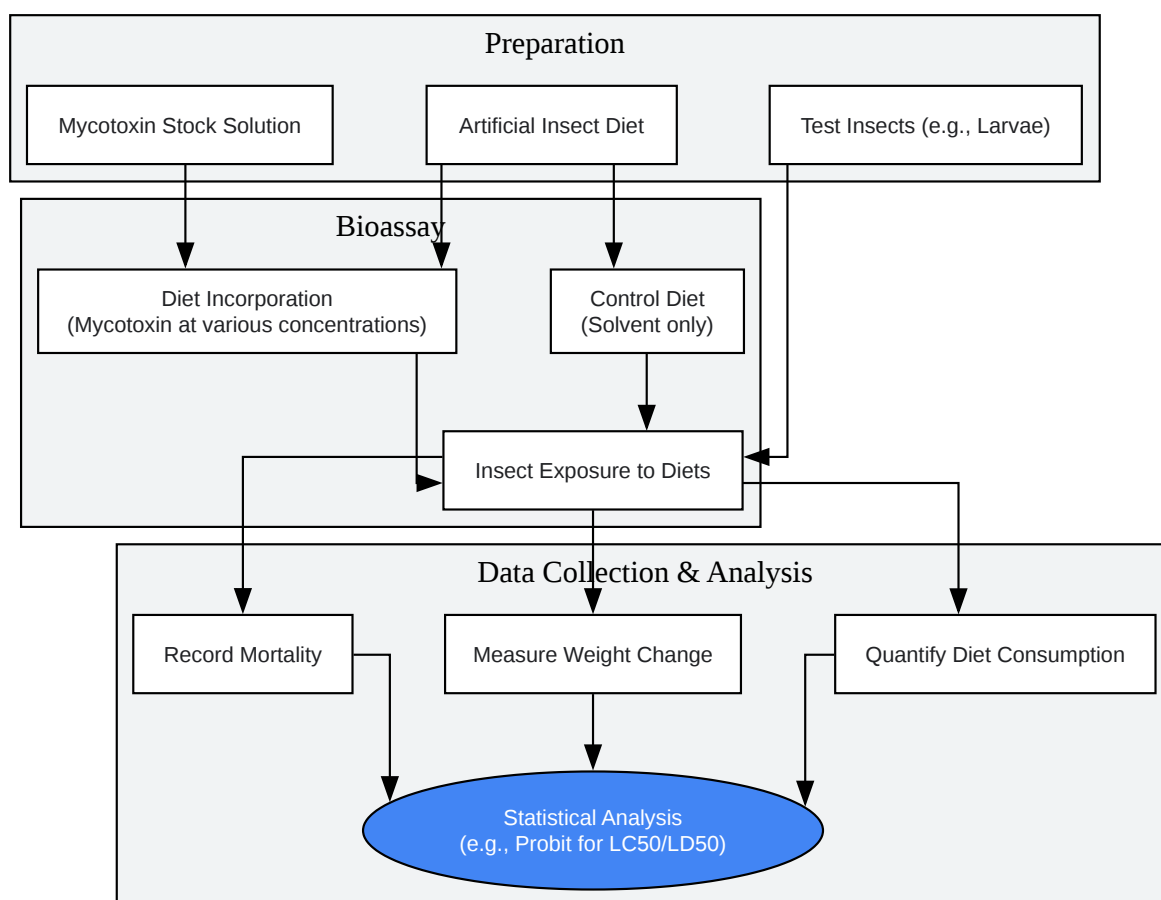 Preparation
Mycotoxin Stock Solution
Artificial Insect Diet
Test Insects (e.g., Larvae)
Bioassay
Diet Incorporation
(Mycotoxin at various concentrations)
Control Diet
(Solvent only)
Insect Exposure to Diets
Data Collection & Analysis
Record Mortality
Measure Weight Change
Quantify Diet Consumption
Statistical Analysis
(e.g., Probit for LC50/LD50)